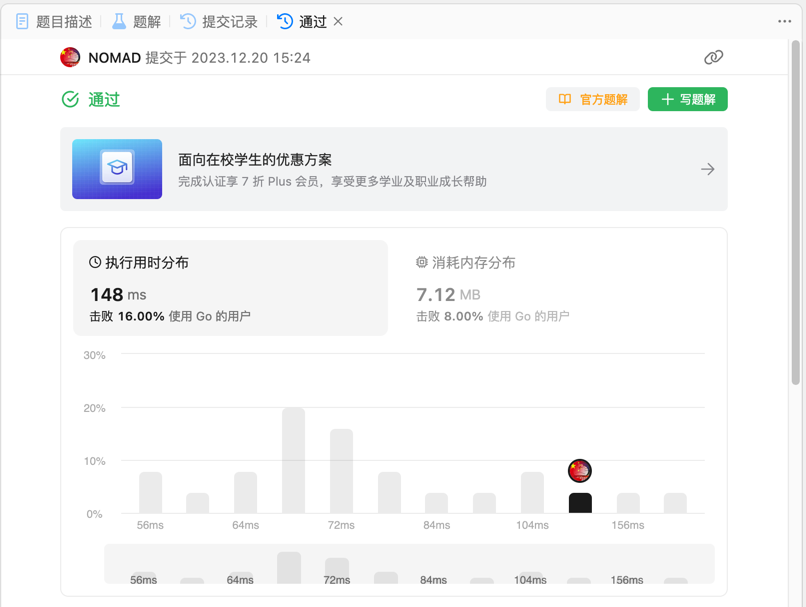 题目描述 题解 提交记录 通过
NOMAD 提交于 2023.12.20 15:24
通过 官方题解 写题解
面向在校学生的优惠方案
完成认证享 7 折 Plus 会员，享受更多学业及职业成长帮助
执行用时分布 消耗内存分布
148 ms 7.12 MB
击败 16.00% 使用 Go 的用户 击败 8.00% 使用 Go 的用户
30%
20%
10%
0%
56ms 64ms 72ms 84ms 104ms 156ms
56ms 64ms 72ms 84ms 104ms 156ms